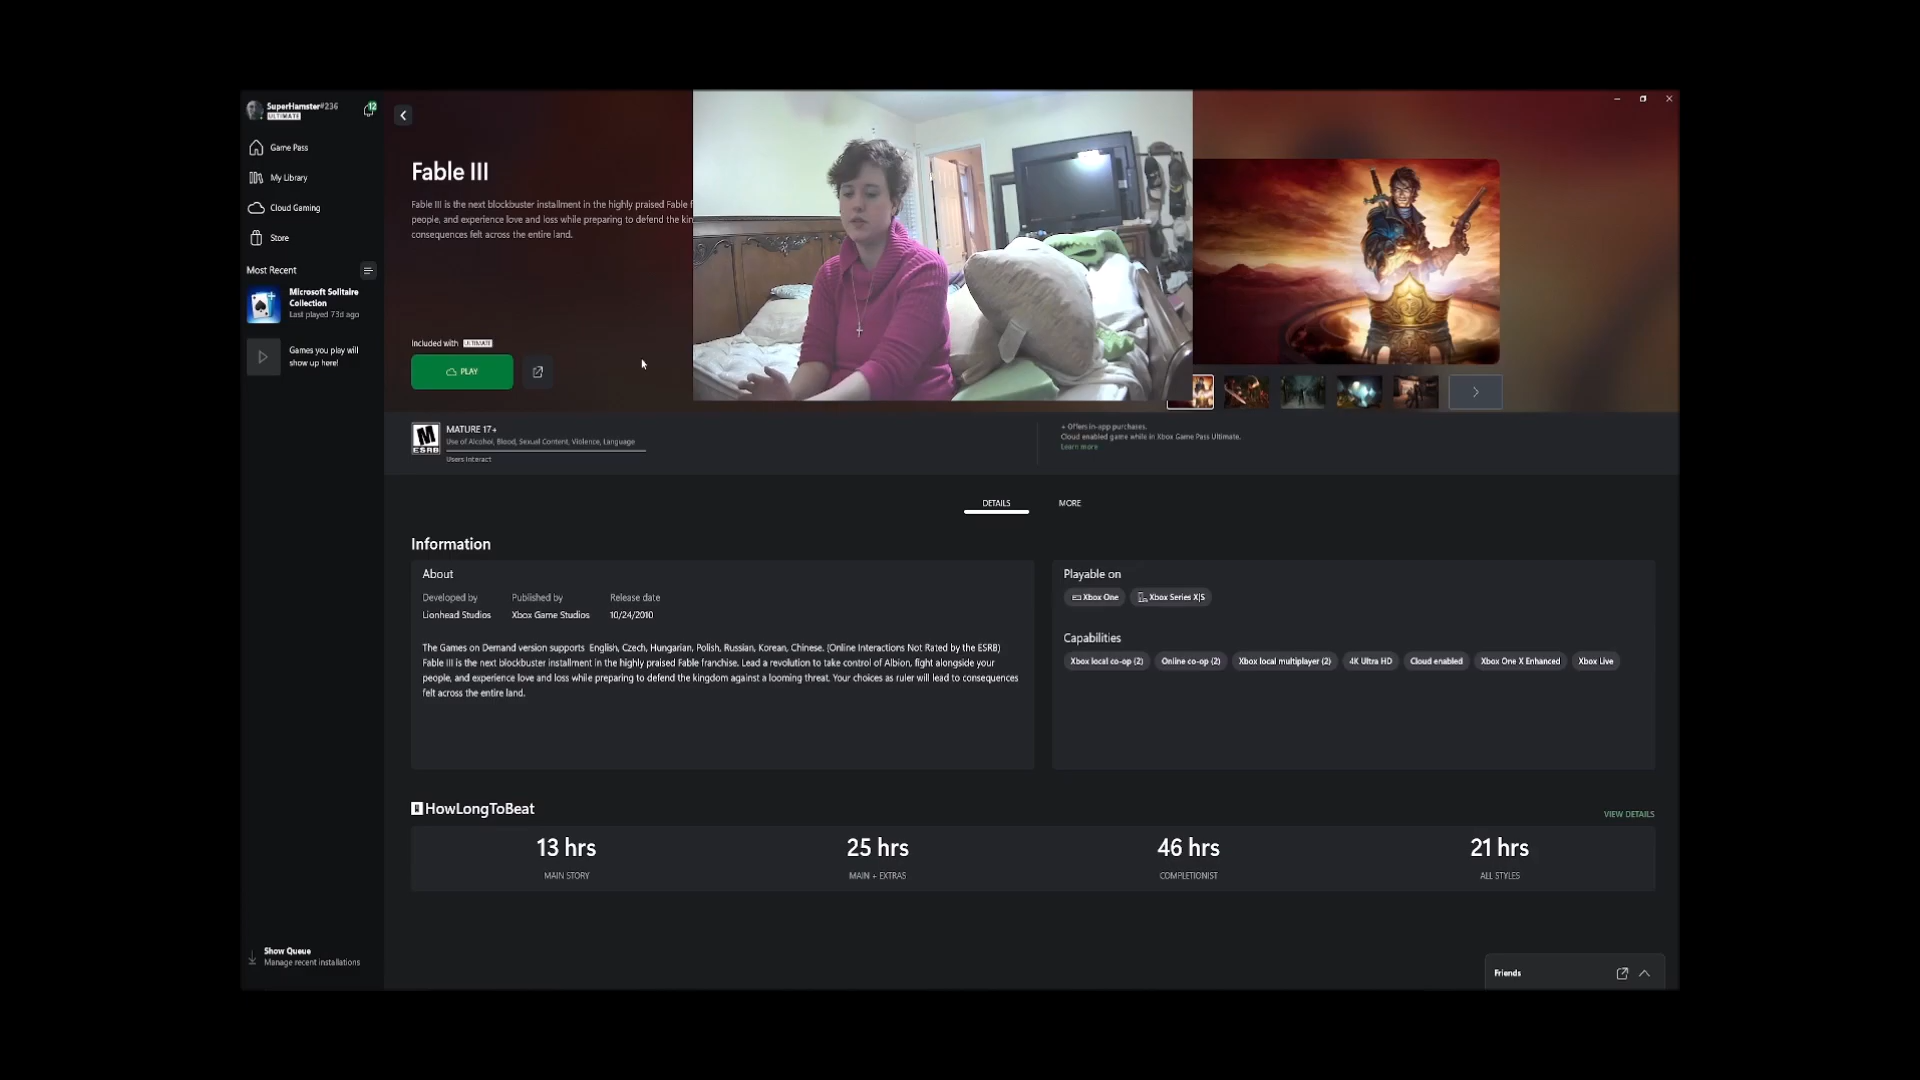 SuperHamster#236
ULTIMATE
12
Game Pass
My Library
Cloud Gaming
Store
Most Recent
Microsoft Solitaire
Collection
Last played 73d ago
Games you play will
show up here!
Show Queue
Manage recent installations
Fable III
Fable III is the next blockbuster installment in the highly praised Fable f
people, and experience love and loss while preparing to defend the kin
consequences felt across the entire land.
Included with ULTIMATE
PLAY
M
ESRB
MATURE 17+
Use of Alcohol, Blood, Sexual Content, Violence, Language
Users Interact
+ Offers in-app purchases.
Cloud enabled game while in Xbox Game Pass Ultimate.
Learn more
DETAILS
MORE
Information
About
Developed by
Published by
Release date
Lionhead Studios
Xbox Game Studios
10/24/2010
The Games on Demand version supports English, Czech, Hungarian, Polish, Russian, Korean, Chinese. (Online Interactions Not Rated by the ESRB)
Fable III is the next blockbuster installment in the highly praised Fable franchise. Lead a revolution to take control of Albion, fight alongside your
people, and experience love and loss while preparing to defend the kingdom against a looming threat. Your choices as ruler will lead to consequences
felt across the entire land.
Playable on
Xbox One
Xbox Series X|S
Capabilities
Xbox local co-op (2)
Online co-op (2)
Xbox local multiplayer (2)
4K Ultra HD
Cloud enabled
Xbox One X Enhanced
Xbox Live
HowLongToBeat
VIEW DETAILS
13 hrs
MAIN STORY
25 hrs
MAIN + EXTRAS
46 hrs
COMPLETIONIST
21 hrs
ALL STYLES
Friends